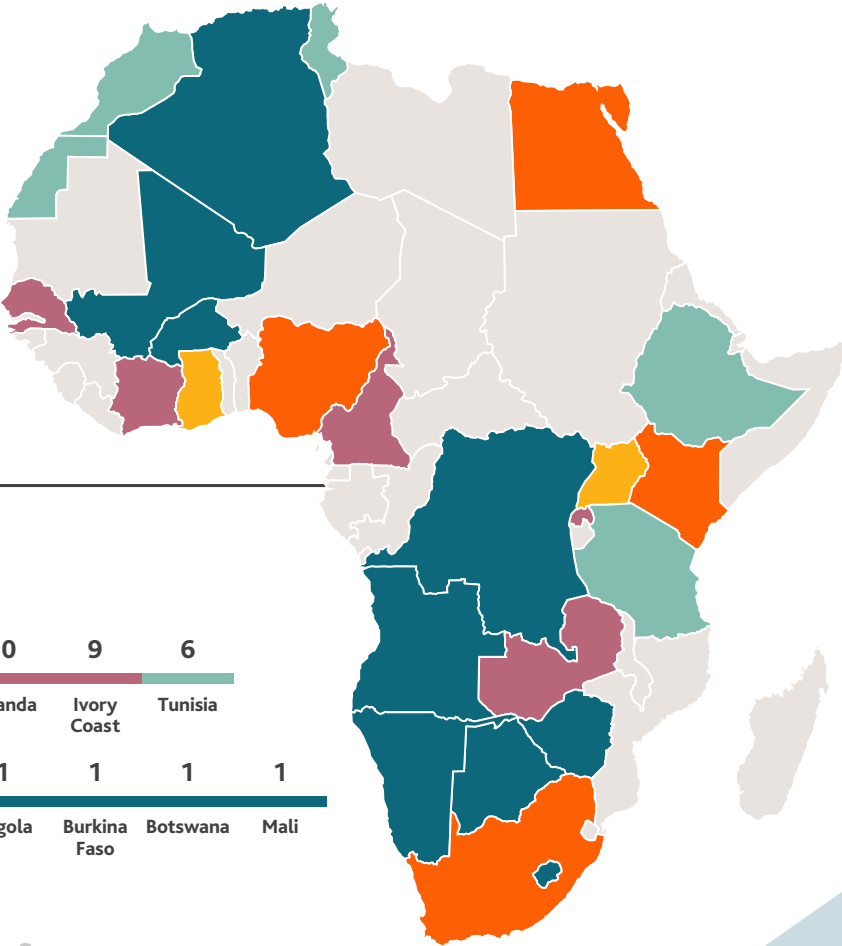 0 9 6
anda Ivory Tunisia
Coast
1 1 1 1
gola Burkina Botswana Mali
Faso